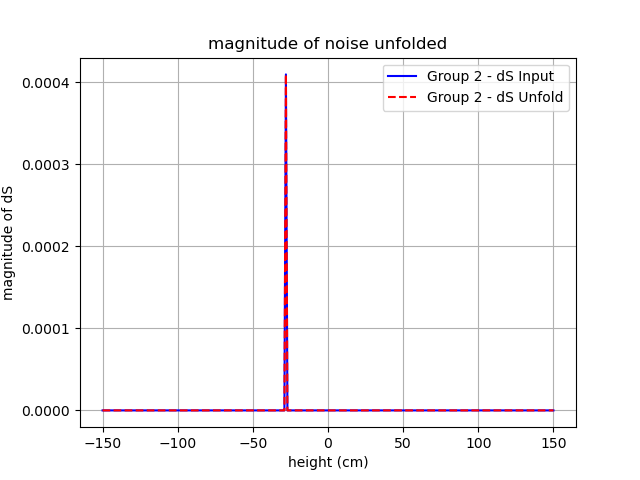 magnitude of noise unfolded
Group 2 - dS Input
Group 2 - dS Unfold
magnitude of dS
0.0004
0.0003
0.0002
0.0001
0.0000
−150 −100 −50 0 50 100 150
height (cm)